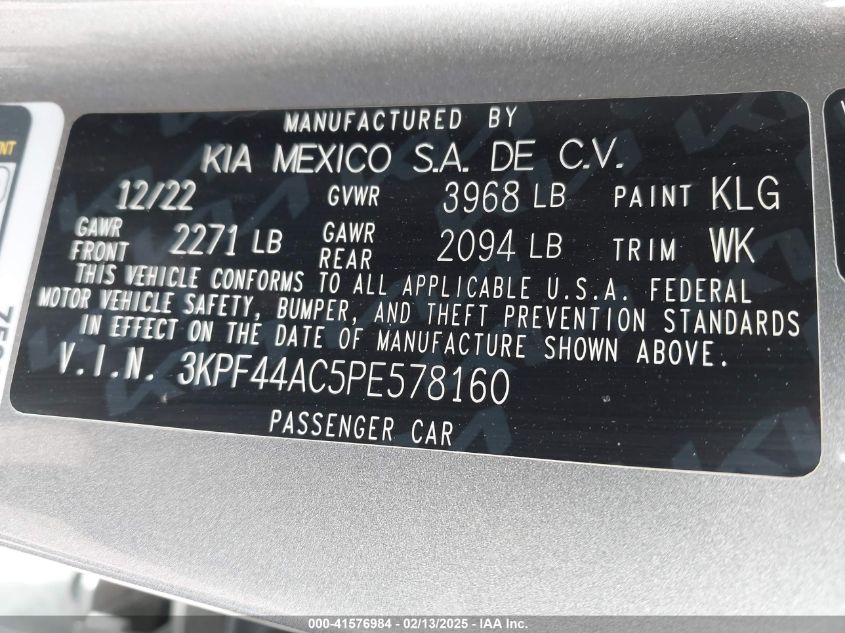 MANUFACTURED BY
KIA MEXICO S.A. DE C.V.
12/22 GVWR 3968 LB PAINT KLG
GAWR FRONT 2271 LB GAWR REAR 2094 LB TRIM WK
THIS VEHICLE CONFORMS TO ALL APPLICABLE U.S.A. FEDERAL
MOTOR VEHICLE SAFETY, BUMPER, AND THEFT PREVENTION STANDARDS
IN EFFECT ON THE DATE OF MANUFACTURE SHOWN ABOVE.
V.I.N. 3KPF44AC5PE578160
PASSENGER CAR
000-41576984 - 02/13/2025 - IAA Inc.